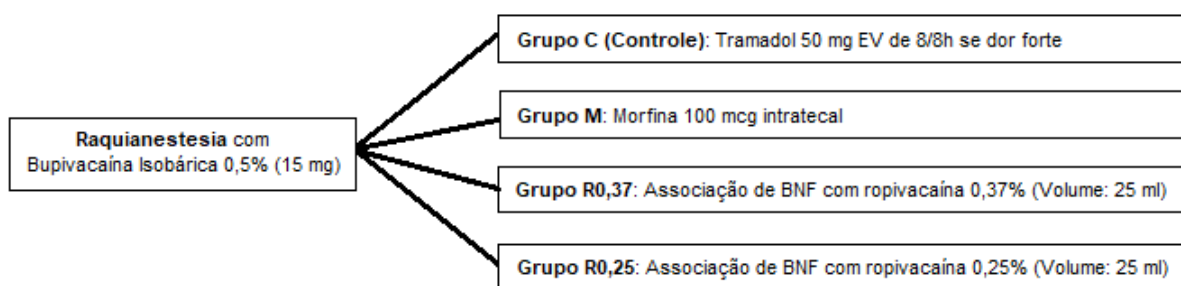 Raquianestesia com
Bupivacaína Isobárica 0,5% (15 mg)
Grupo C (Controle): Tramadol 50 mg EV de 8/8h se dor forte
Grupo M: Morfina 100 mcg intratecal
Grupo R0,37: Associação de BNF com ropivacaína 0,37% (Volume: 25 ml)
Grupo R0,25: Associação de BNF com ropivacaína 0,25% (Volume: 25 ml)